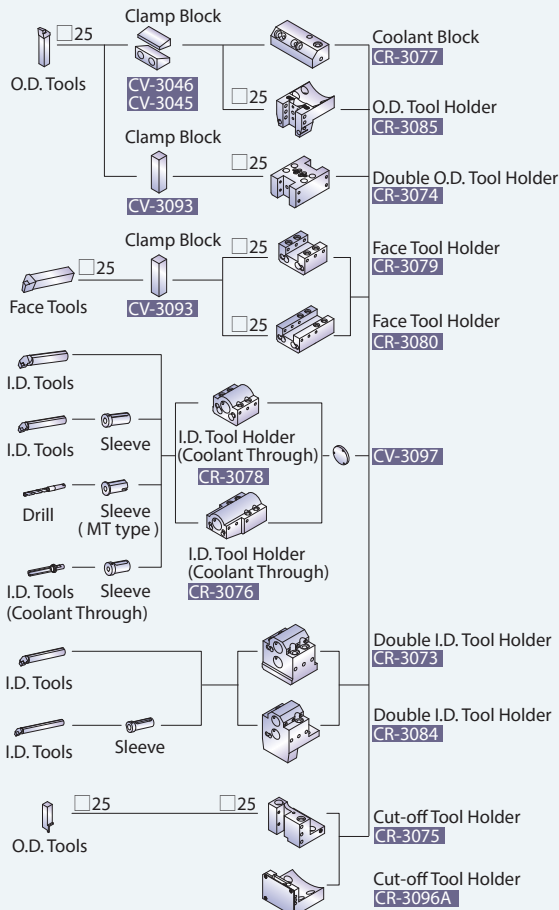 Clamp Block
□25
O.D. Tools
CV-3046
CV-3045
Coolant Block
CR-3077
□25
O.D. Tool Holder
CR-3085
Clamp Block
□25
CV-3093
Double O.D. Tool Holder
CR-3074
Clamp Block
□25
Face Tool Holder
CR-3079
□25
Face Tools
CV-3093
□25
Face Tool Holder
CR-3080
I.D. Tools
I.D. Tools
Sleeve
I.D. Tool Holder
(Coolant Through)
CR-3078
CV-3097
Drill
Sleeve
( MT type )
I.D. Tool Holder
(Coolant Through)
CR-3076
I.D. Tools
(Coolant Through)
Sleeve
Double I.D. Tool Holder
CR-3073
I.D. Tools
Double I.D. Tool Holder
CR-3084
I.D. Tools
Sleeve
□25
□25
O.D. Tools
Cut-off Tool Holder
CR-3075
Cut-off Tool Holder
CR-3096A